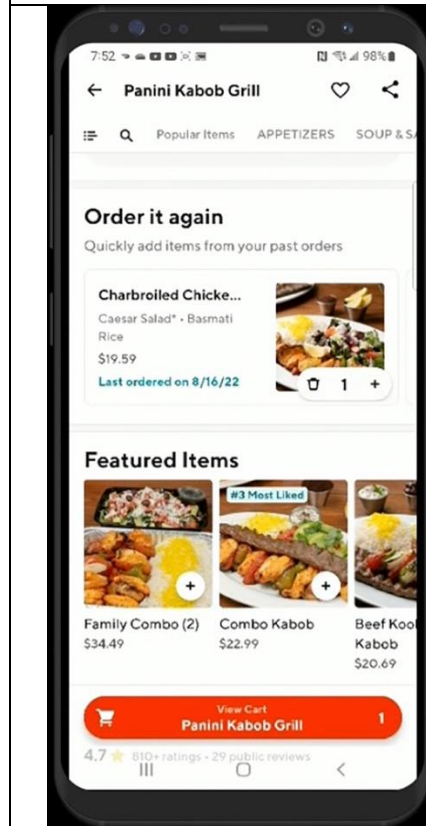 7:52
98%
Panini Kabob Grill
Popular Items APPETIZERS SOUP & SA
Order it again
Quickly add items from your past orders
Charbroiled Chicke...
Caesar Salad* • Basmati
Rice
$19.59
Last ordered on 8/16/22
1
Featured Items
#3 Most Liked
Family Combo (2)
$34.49
Combo Kabob
$22.99
Beef Koo
Kabob
$20.69
View Cart
Panini Kabob Grill
1
4.7 810+ ratings • 29 public reviews